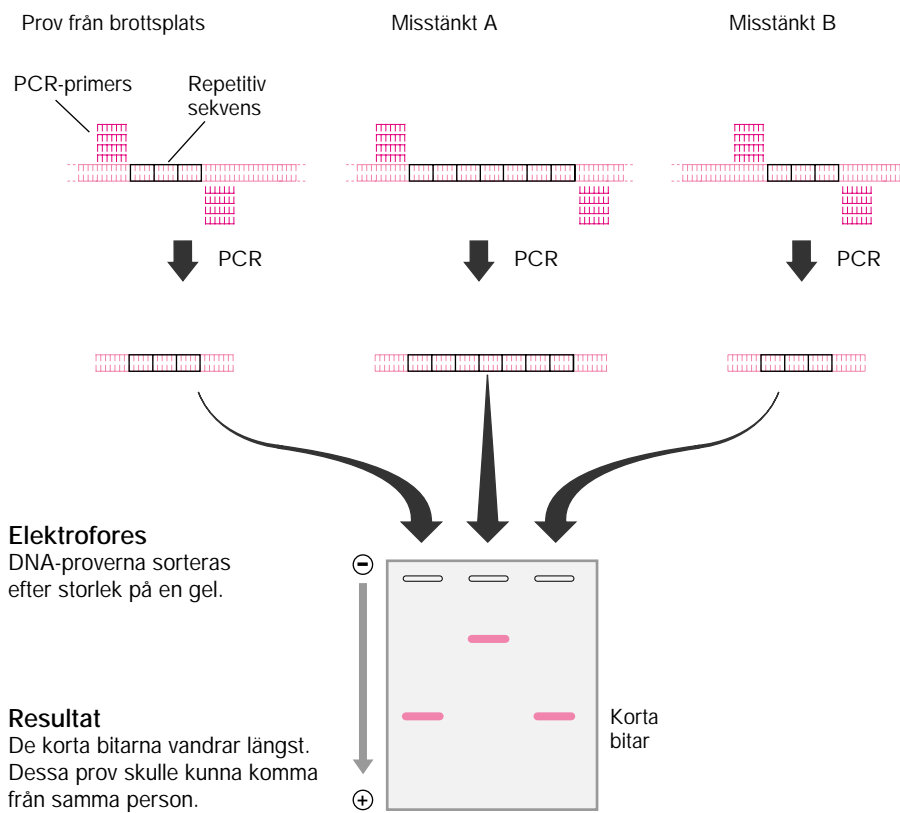 Prov från brottsplats
Misstänkt A
Misstänkt B
PCR-primers
Repetitiv
sekvens
PCR
PCR
PCR
Elektrofores
DNA-proverna sorteras
efter storlek på en gel.
−
Resultat
De korta bitarna vandrar längst.
Dessa prov skulle kunna komma
från samma person.
+
Korta
bitar